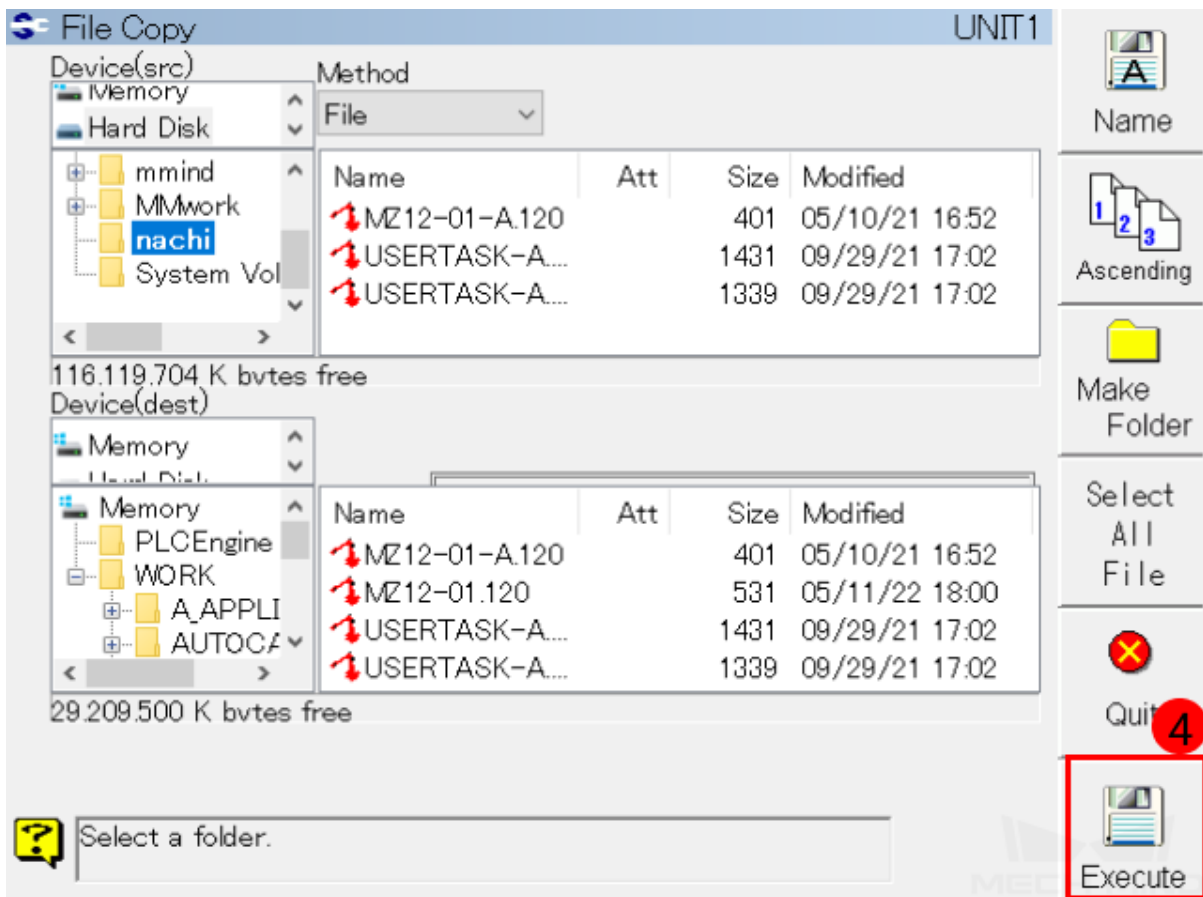 File Copy UNIT1
Device(src) Method
Memory
Hard Disk File
mmind
MMwork
nachi
System Vol
Name Att Size Modified
MZ12-01-A.120 401 05/10/21 16:52
USERTASK-A.... 1431 09/29/21 17:02
USERTASK-A.... 1339 09/29/21 17:02
116.119.704 K bytes free
Device(dest)
Memory
Hard Disk
Memory
PLCEngine
WORK
A_APPLI
AUTOCA
Name Att Size Modified
MZ12-01-A.120 401 05/10/21 16:52
MZ12-01.120 531 05/11/22 18:00
USERTASK-A.... 1431 09/29/21 17:02
USERTASK-A.... 1339 09/29/21 17:02
29.209.500 K bytes free
Select a folder.
A
Name
1 2 3
Ascending
Make
Folder
Select
All
File
Quit
4
Execute